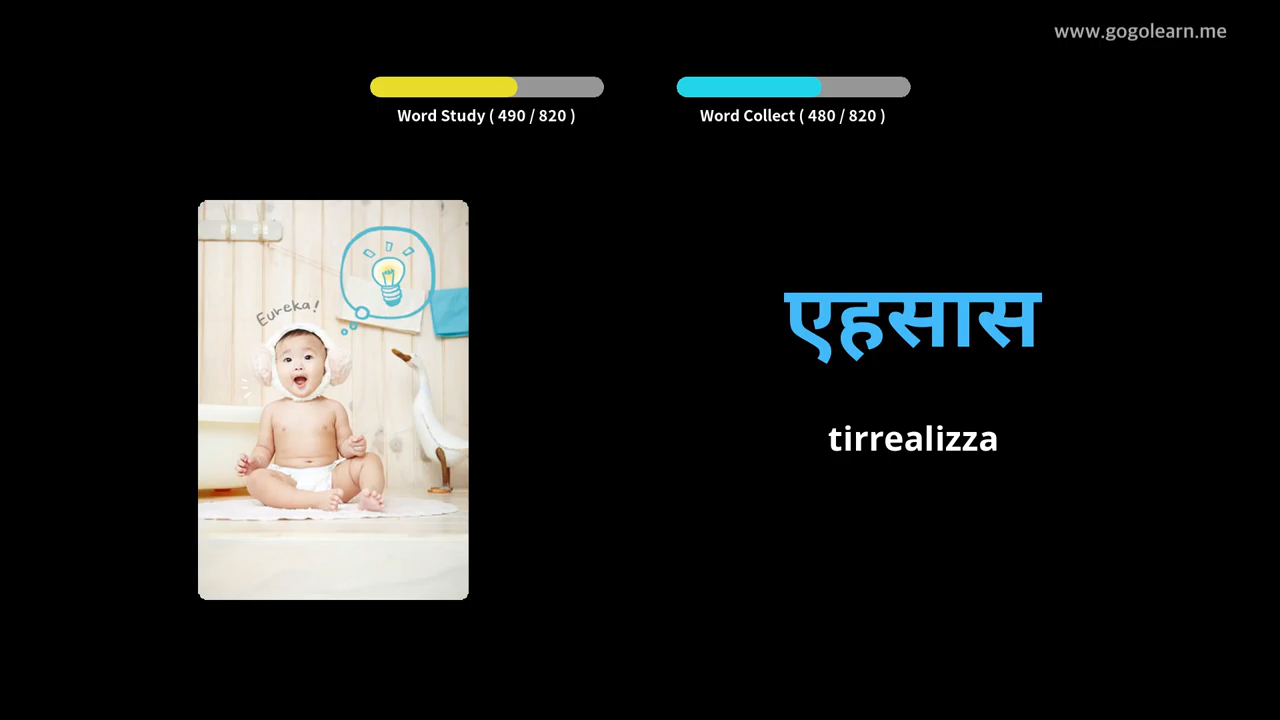 www.gogolearn.me
Word Study ( 490 / 820 )
Word Collect ( 480 / 820 )
Eureka!
एहसास
tirrealizza